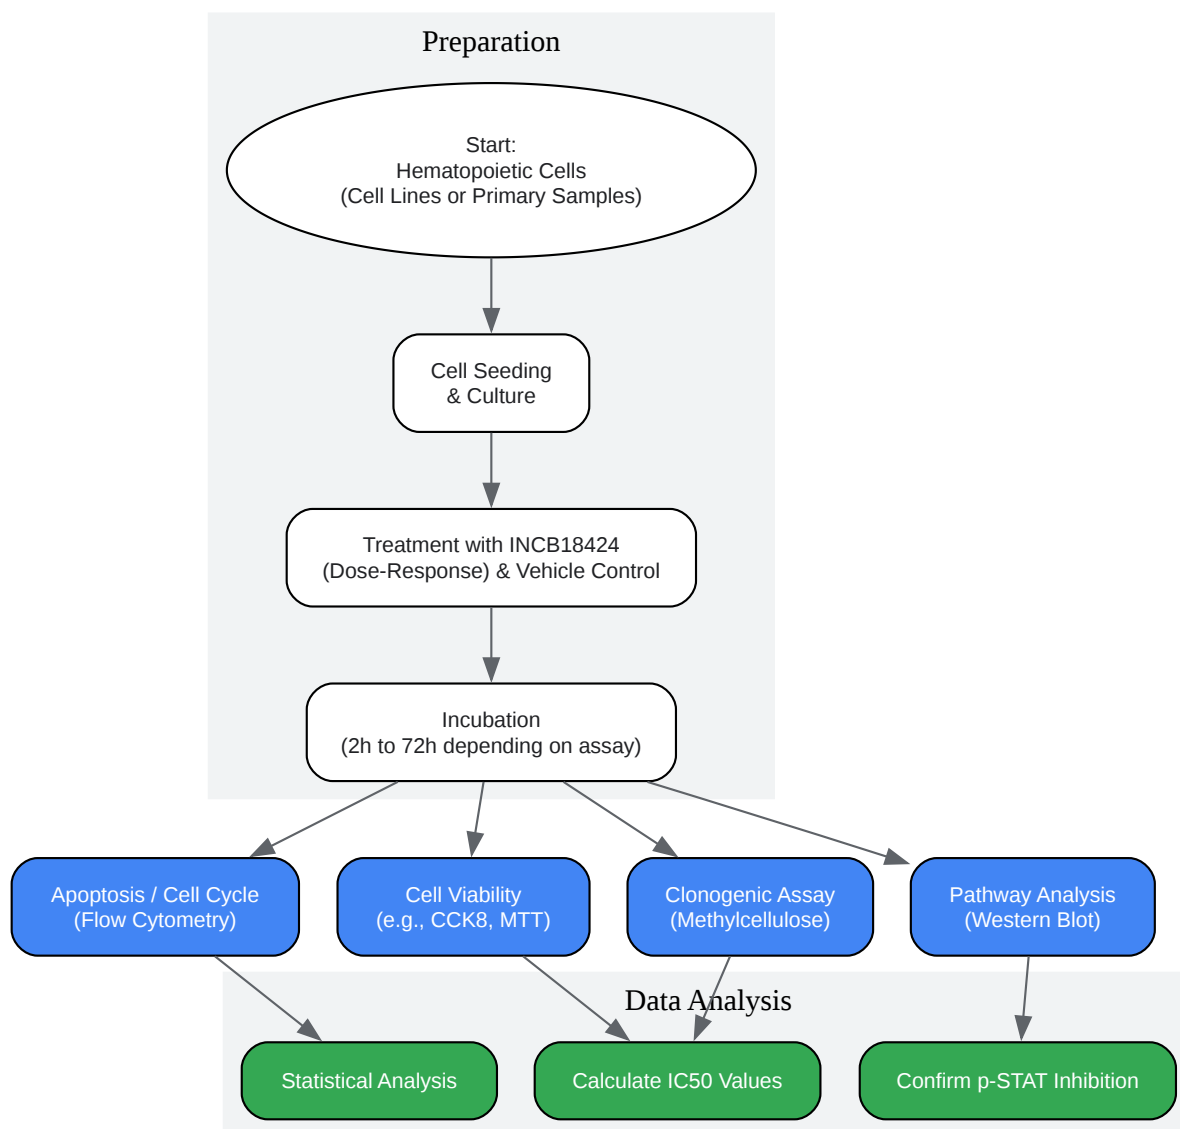 Preparation
Start:
Hematopoietic Cells
(Cell Lines or Primary Samples)
Cell Seeding
& Culture
Treatment with INCB18424
(Dose-Response) & Vehicle Control
Incubation
(2h to 72h depending on assay)
Apoptosis / Cell Cycle
(Flow Cytometry)
Cell Viability
(e.g., CCK8, MTT)
Clonogenic Assay
(Methylcellulose)
Pathway Analysis
(Western Blot)
Data Analysis
Statistical Analysis
Calculate IC50 Values
Confirm p-STAT Inhibition